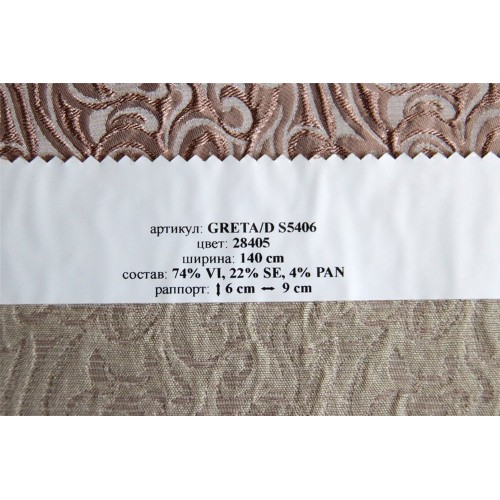 артикул: GRETA/D S5406
цвет: 28405
ширина: 140 cm
состав: 74% VI, 22% SE, 4% PAN
раппорт: ↕ 6 cm ↔ 9 cm